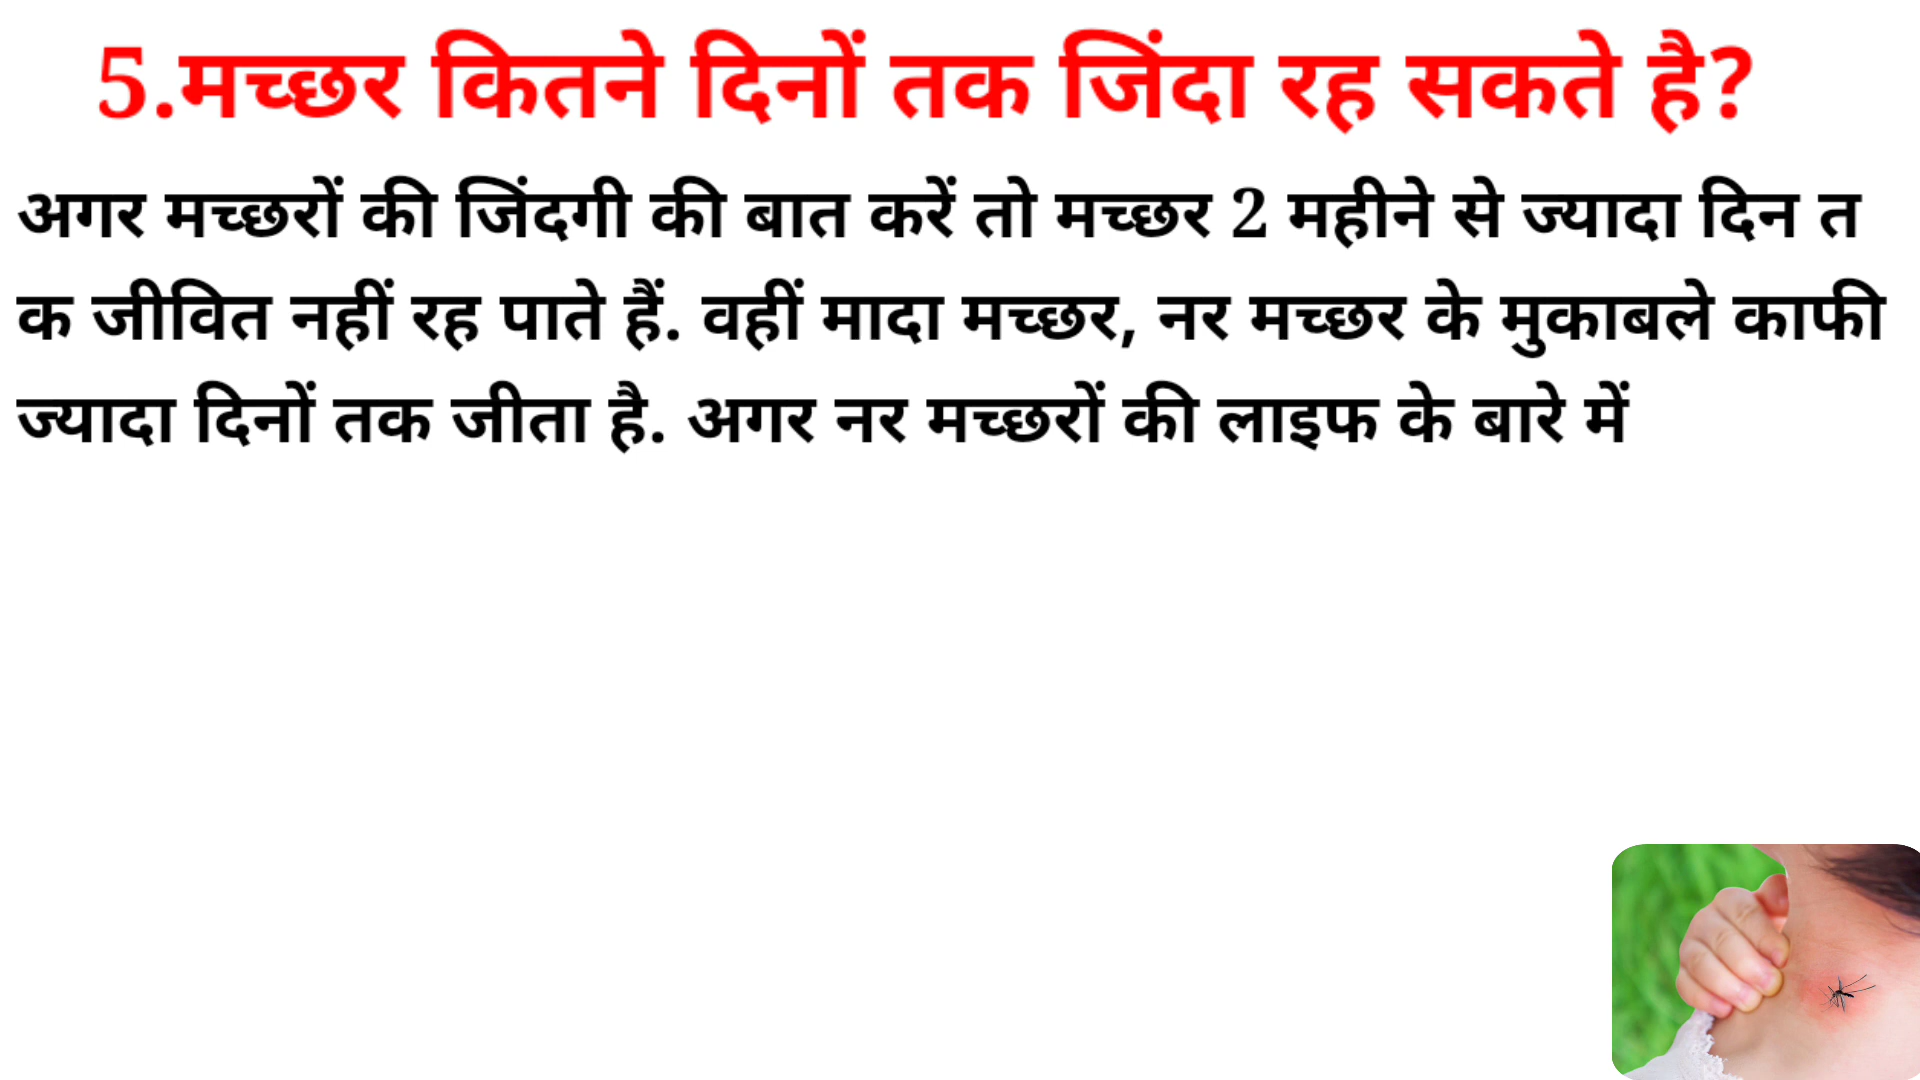 5.मच्छर कितने दिनों तक जिंदा रह सकते है?
अगर मच्छरों की जिंदगी की बात करें तो मच्छर 2 महीने से ज्यादा दिन त
क जीवित नहीं रह पाते हैं. वहीं मादा मच्छर, नर मच्छर के मुकाबले काफी
ज्यादा दिनों तक जीता है. अगर नर मच्छरों की लाइफ के बारे में